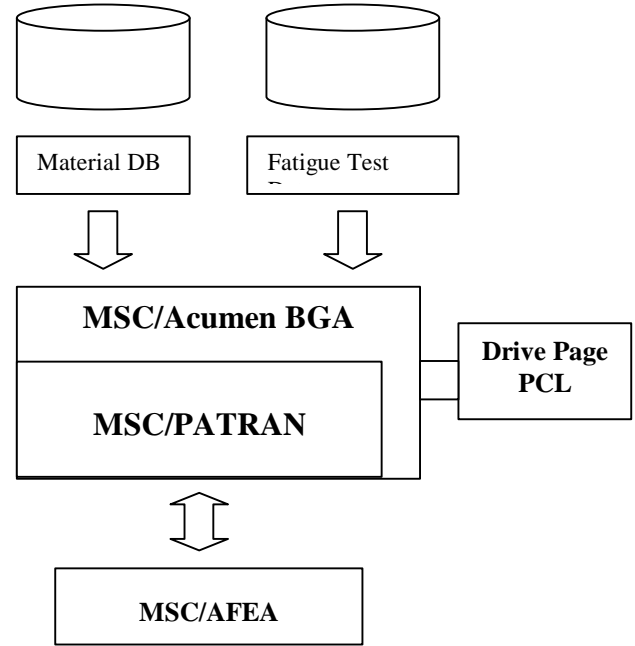 Material DB
Fatigue Test
MSC/Acumen BGA
Drive Page
PCL
MSC/PATRAN
MSC/AFEA